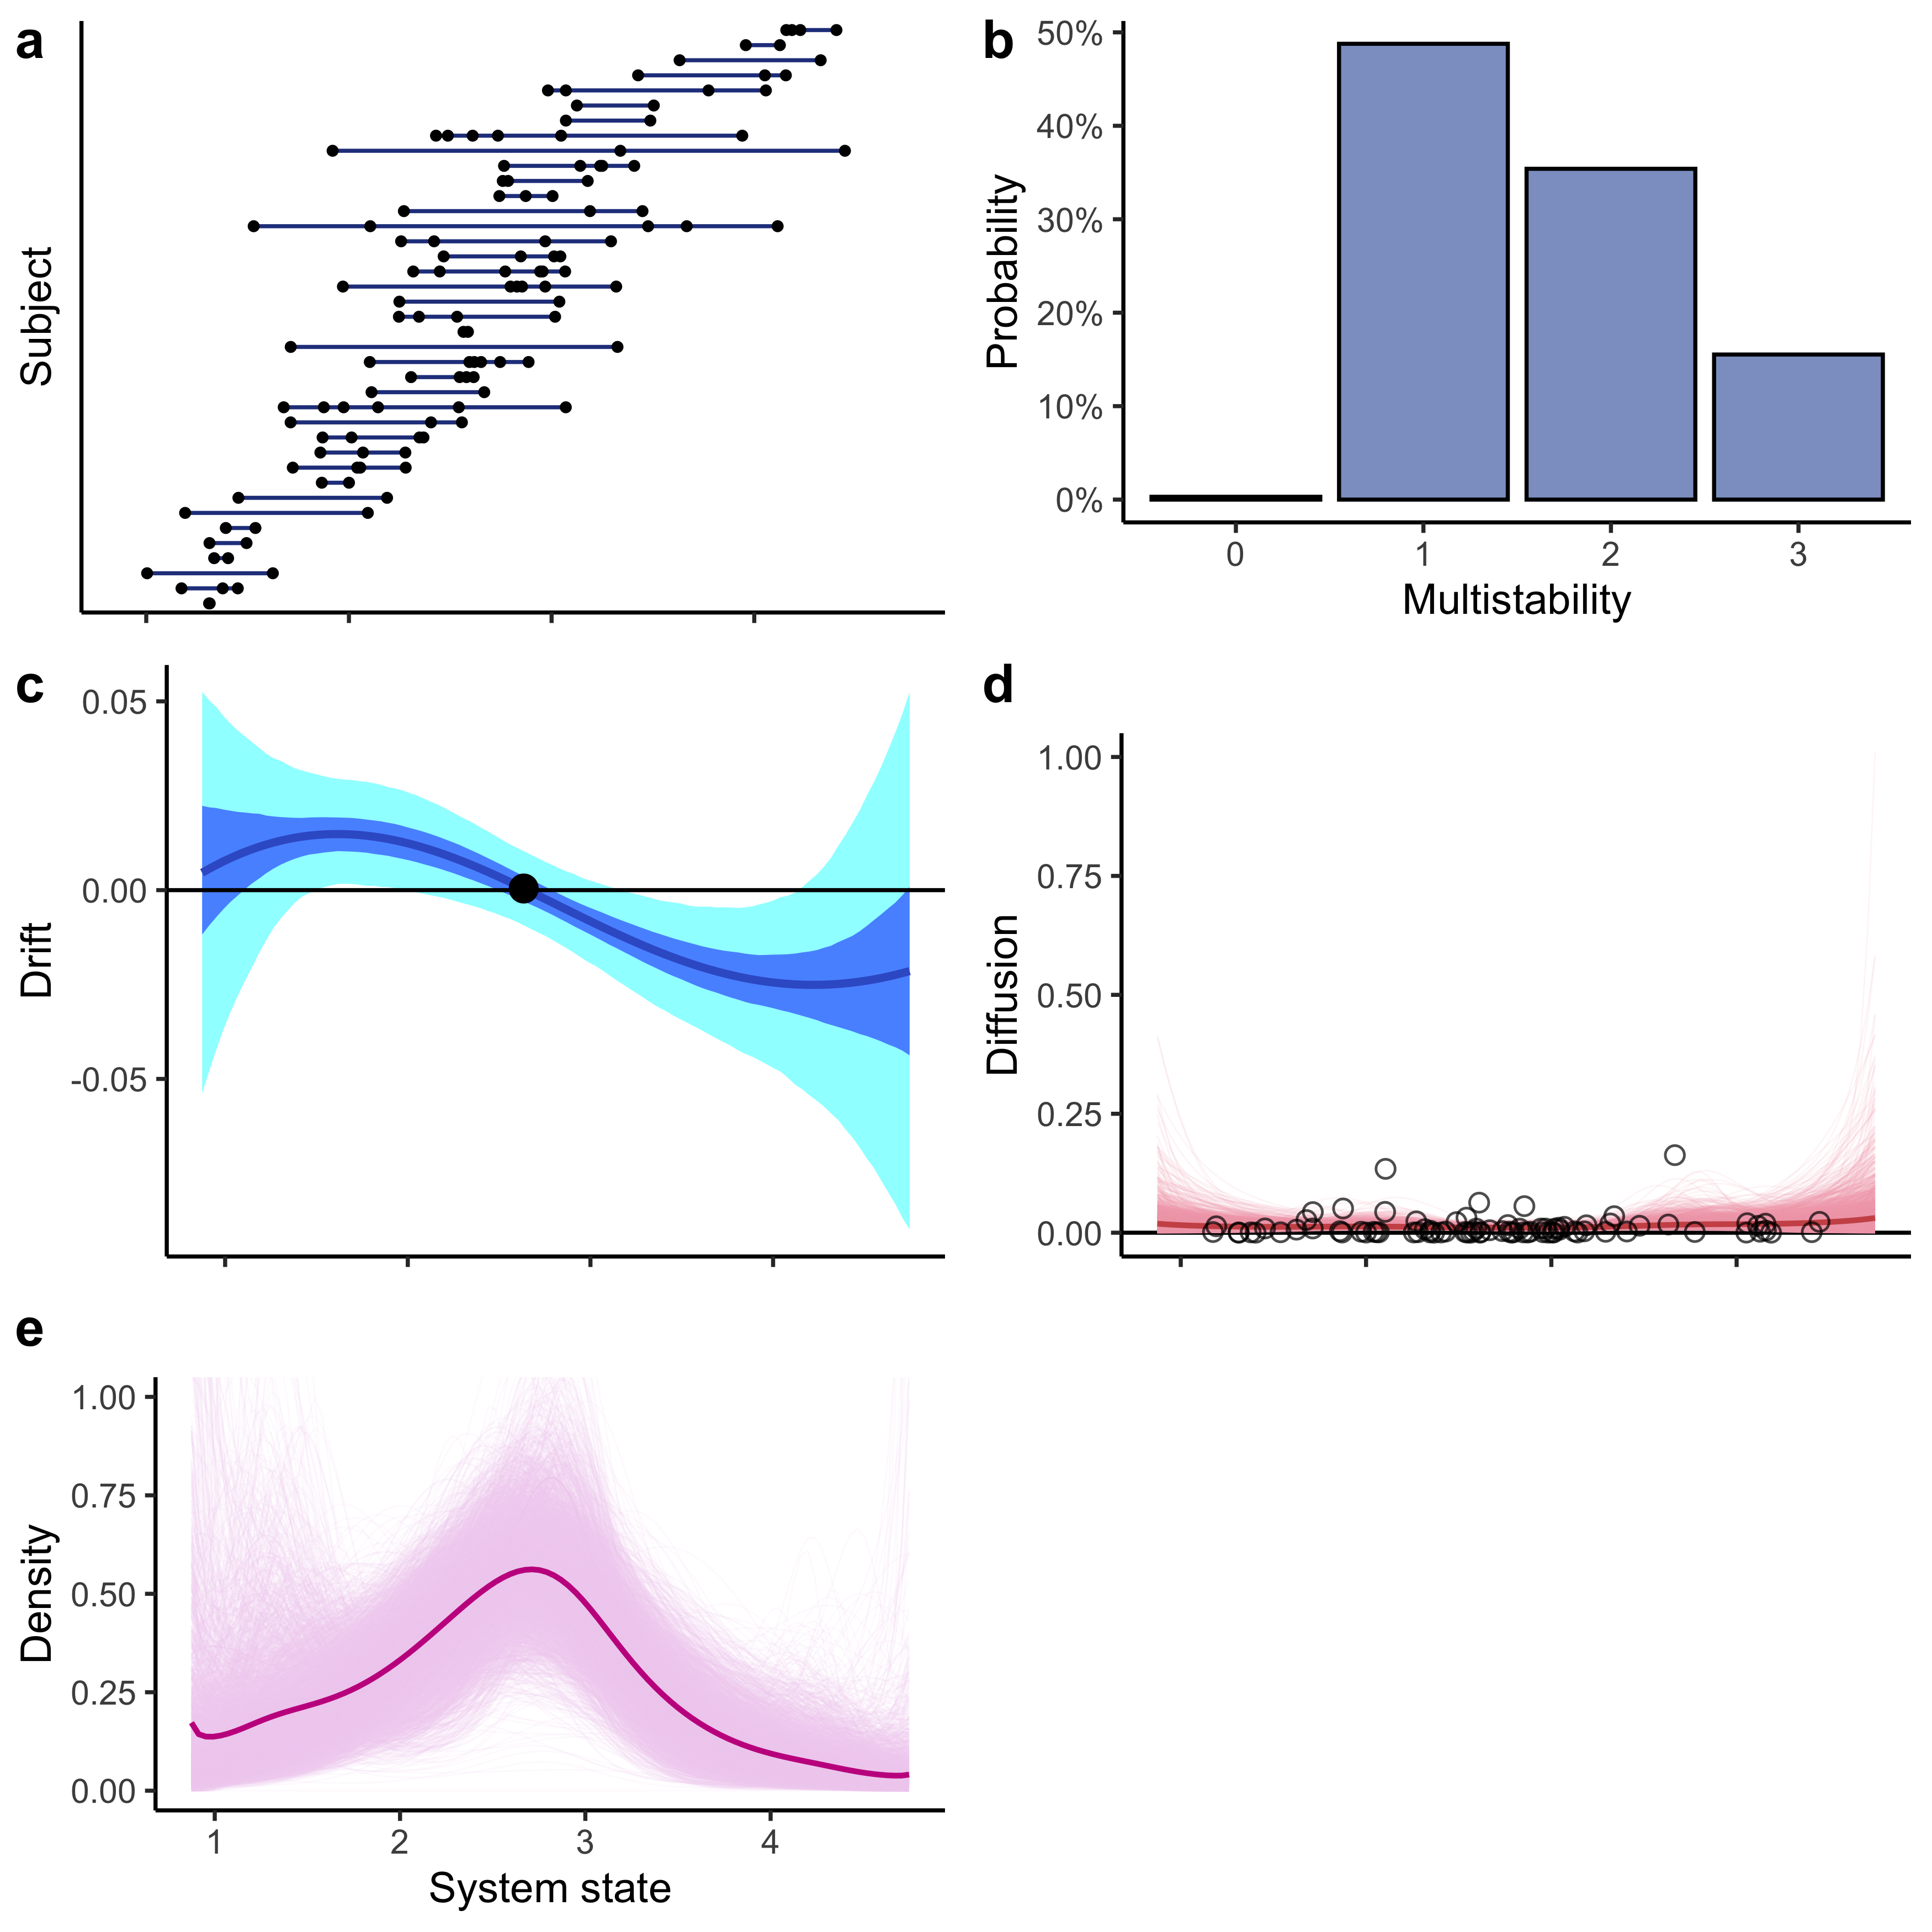 a
Subject
b
50%
40%
30%
20%
10%
0%
Probability
0 1 2 3
Multistability
c
0.05
0.00
-0.05
Drift
d
1.00
0.75
0.50
0.25
0.00
Diffusion
e
1.00
0.75
0.50
0.25
0.00
Density
1 2 3 4
System state